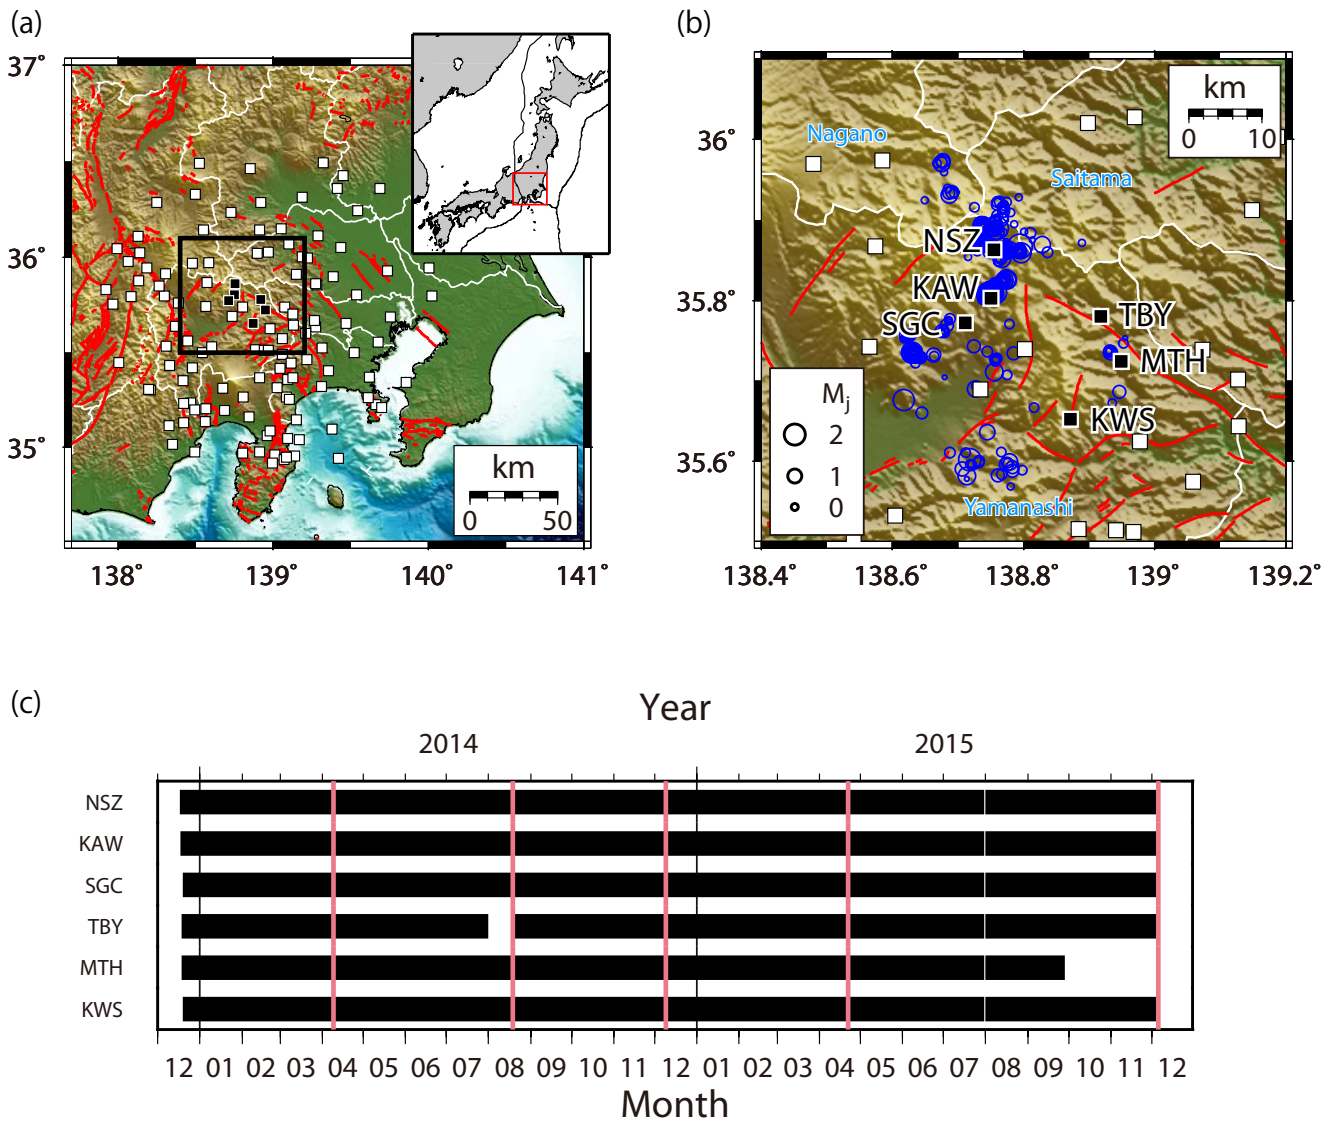 (a)
37°
36°
35°
138°
139°
140°
141°
km
0 50
(b)
36°
35.8°
35.6°
138.4°
138.6°
138.8°
139°
139.2°
km
0 10
Nagano
Saitama
NSZ
KAW
SGC
TBY
MTH
KWS
Yamanashi
Mj
2
1
0
(c)
Year
2014 2015
NSZ
KAW
SGC
TBY
MTH
KWS
12 01 02 03 04 05 06 07 08 09 10 11 12 01 02 03 04 05 06 07 08 09 10 11 12
Month